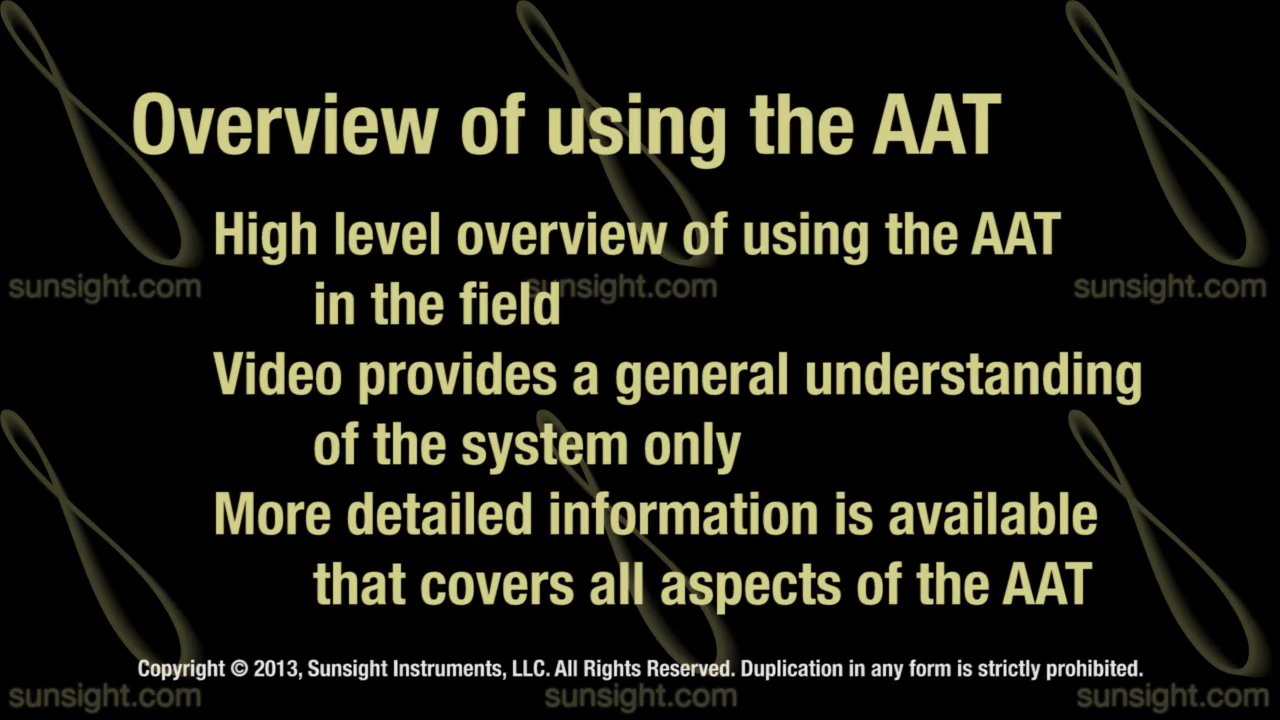 Overview of using the AAT
High level overview of using the AAT
in the field
sunsight.com sunsight.com sunsight.com
Video provides a general understanding
of the system only
More detailed information is available
that covers all aspects of the AAT
Copyright © 2013, Sunsight Instruments, LLC. All Rights Reserved. Duplication in any form is strictly prohibited.
sunsight.com sunsight.com sunsight.com